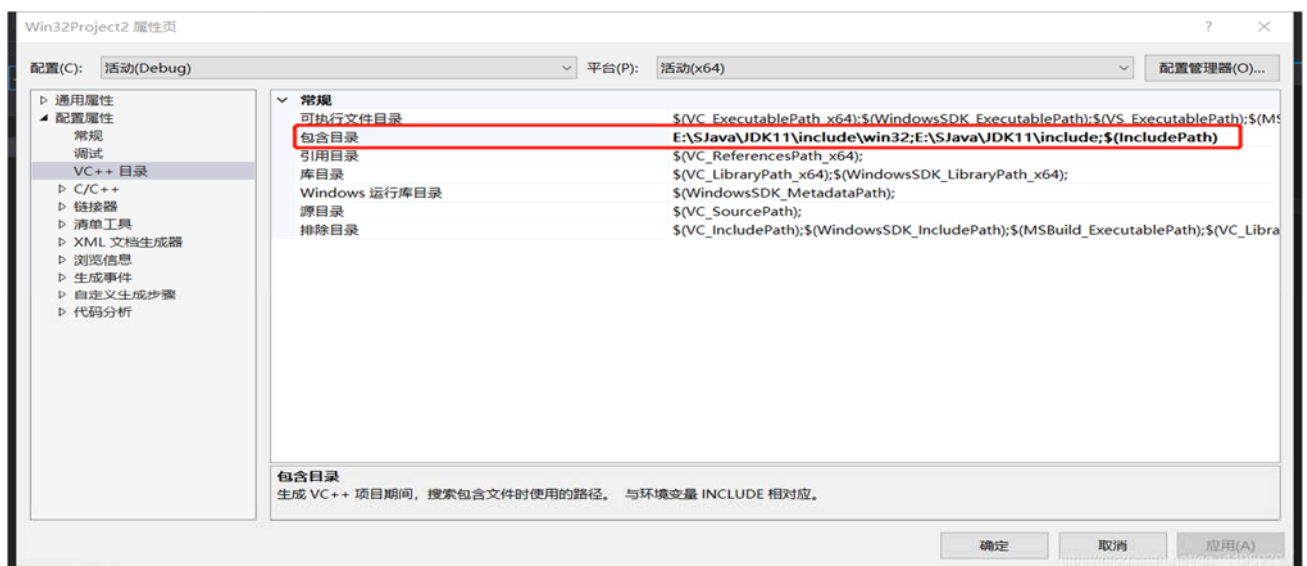 Win32Project2 属性页
配置(C): 活动(Debug) 平台(P): 活动(x64) 配置管理器(O)...
通用属性
配置属性
常规
调试
VC++ 目录
C/C++
链接器
清单工具
XML 文档生成器
浏览信息
生成事件
自定义生成步骤
代码分析
常规
可执行文件目录 $(VC_ExecutablePath_x64);$(WindowsSDK_ExecutablePath);$(VS_ExecutablePath);$(MS
包含目录 E:\SJava\JDK11\include\win32;E:\SJava\JDK11\include;$(IncludePath)
引用目录 $(VC_ReferencesPath_x64);
库目录 $(VC_LibraryPath_x64);$(WindowsSDK_LibraryPath_x64);
Windows 运行库目录 $(WindowsSDK_MetadataPath);
源目录 $(VC_SourcePath);
排除目录 $(VC_IncludePath);$(WindowsSDK_IncludePath);$(MSBuild_ExecutablePath);$(VC_Libra
包含目录
生成 VC++ 项目期间，搜索包含文件时使用的路径。 与环境变量 INCLUDE 相对应。
确定 取消 应用(A)